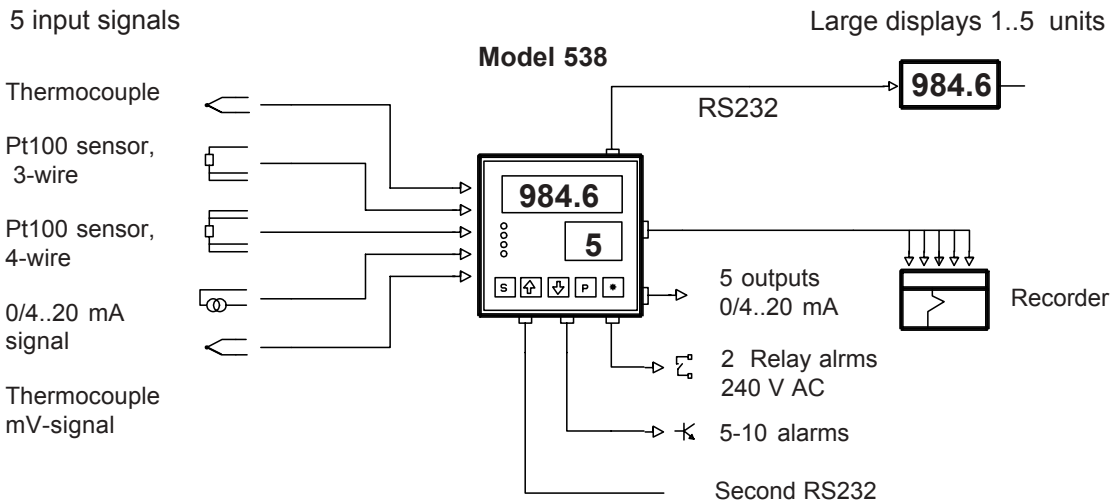 5 input signals
Large displays 1..5 units
Model 538
Thermocouple
984.6
RS232
Pt100 sensor,
3-wire
984.6
Pt100 sensor,
4-wire
5
S P *
5 outputs
0/4..20 mA
Recorder
0/4..20 mA
signal
2 Relay alrms
240 V AC
Thermocouple
mV-signal
5-10 alarms
Second RS232